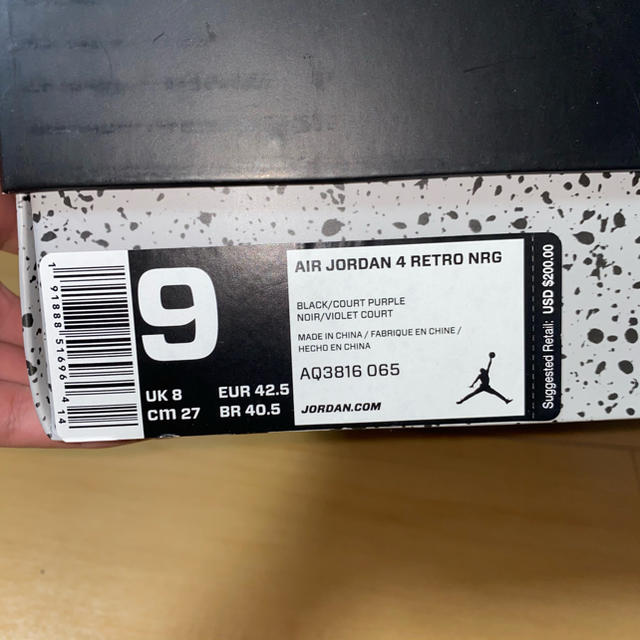 1 91888 51696 4 14
9
UK 8 EUR 42.5
cm 27 BR 40.5
AIR JORDAN 4 RETRO NRG
BLACK/COURT PURPLE
NOIR/VIOLET COURT
MADE IN CHINA / FABRIQUE EN CHINE /
HECHO EN CHINA
AQ3816 065
JORDAN.COM
Suggested Retail: USD $200.00